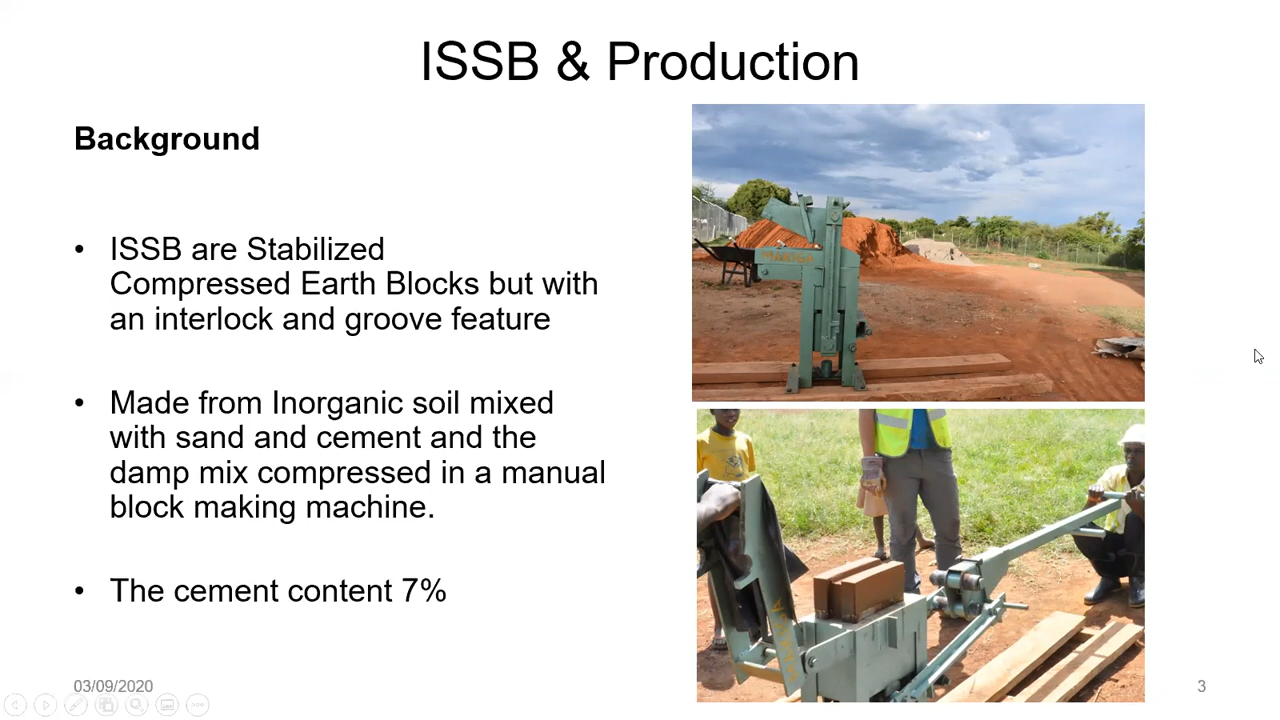 ISSB & Production
Background
• ISSB are Stabilized
Compressed Earth Blocks but with
an interlock and groove feature
• Made from Inorganic soil mixed
with sand and cement and the
damp mix compressed in a manual
block making machine.
• The cement content 7%
MAKIGA
03/09/2020
3